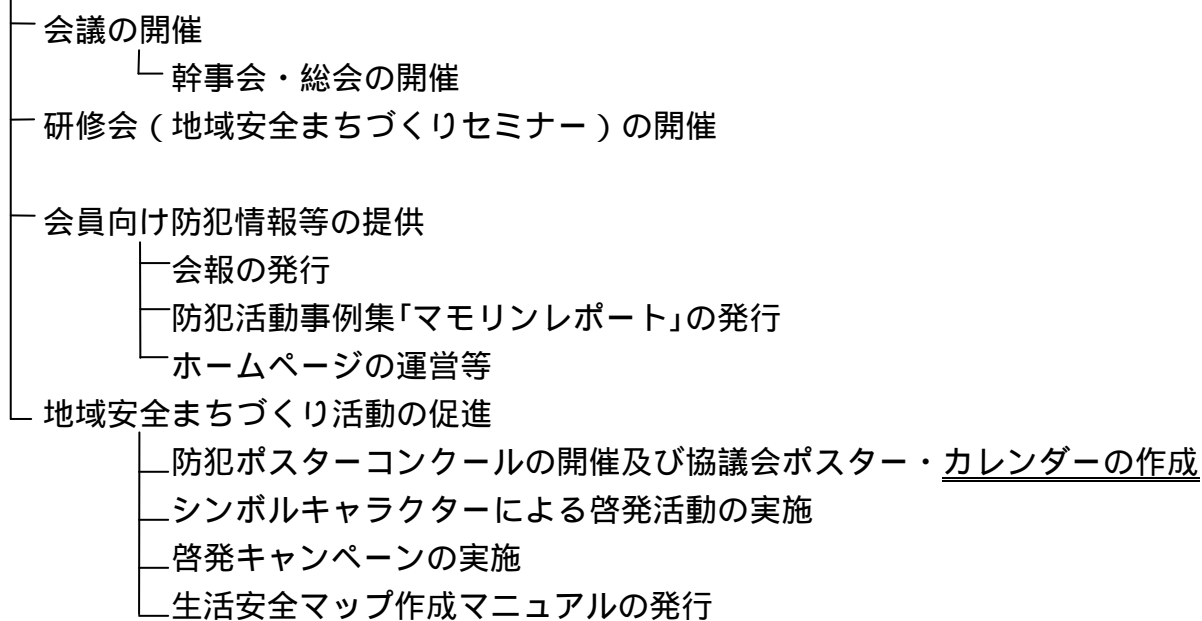 会議の開催
幹事会・総会の開催
研修会（地域安全まちづくりセミナー）の開催
会員向け防犯情報等の提供
会報の発行
防犯活動事例集｢マモリンレポート｣の発行
ホームページの運営等
地域安全まちづくり活動の促進
防犯ポスターコンクールの開催及び協議会ポスター・カレンダーの作成
シンボルキャラクターによる啓発活動の実施
啓発キャンペーンの実施
生活安全マップ作成マニュアルの発行